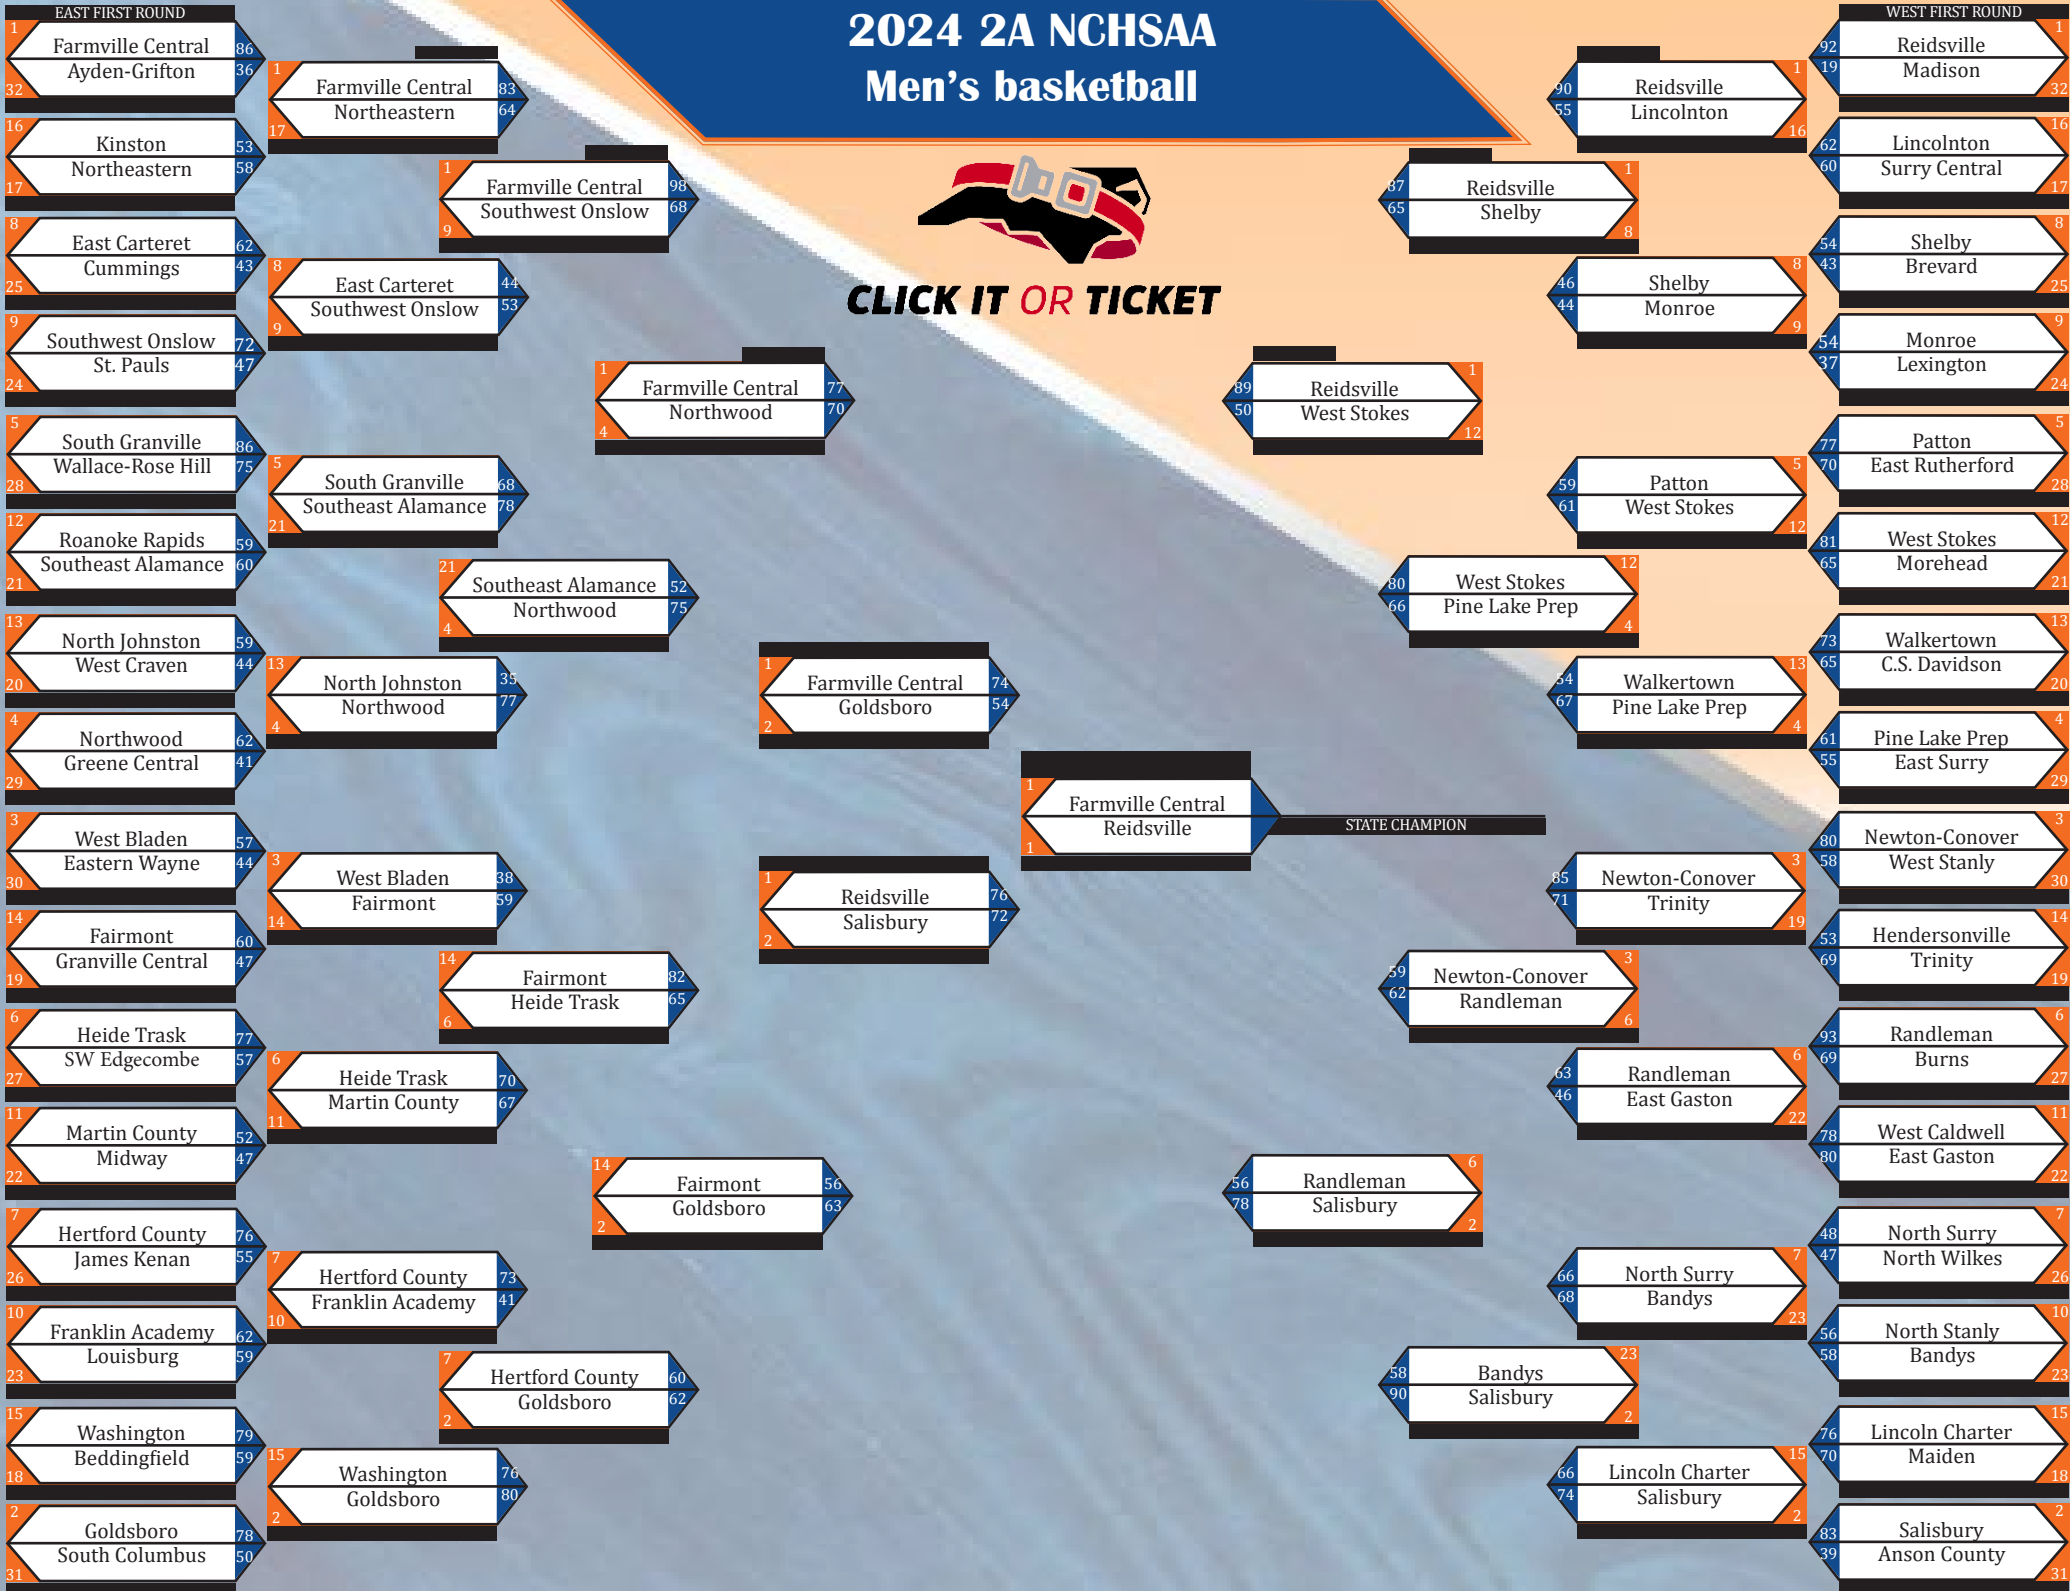 2024 2A NCHSAA
Men's basketball
CLICK IT OR TICKET
EAST FIRST ROUND
1
Farmville Central 86
Ayden-Grifton 36
32
16
Kinston 53
Northeastern 58
17
8
East Carteret 62
Cummings 43
25
9
Southwest Onslow 72
St. Pauls 47
24
5
South Granville 86
Wallace-Rose Hill 75
28
12
Roanoke Rapids 59
Southeast Alamance 60
21
13
North Johnston 59
West Craven 44
20
4
Northwood 62
Greene Central 41
29
3
West Bladen 57
Eastern Wayne 44
30
14
Fairmont 60
Granville Central 47
19
6
Heide Trask 77
SW Edgecombe 57
27
11
Martin County 52
Midway 47
22
7
Hertford County 76
James Kenan 55
26
10
Franklin Academy 62
Louisburg 59
23
15
Washington 79
Beddingfield 59
18
2
Goldsboro 78
South Columbus 50
31
1
Farmville Central 83
Northeastern 64
17
8
East Carteret 44
Southwest Onslow 53
9
5
South Granville 68
Southeast Alamance 78
21
13
North Johnston 35
Northwood 77
4
3
West Bladen 38
Fairmont 59
14
6
Heide Trask 70
Martin County 67
11
7
Hertford County 73
Franklin Academy 41
10
15
Washington 76
Goldsboro 80
2
1
Farmville Central 98
Southwest Onslow 68
9
21
Southeast Alamance 52
Northwood 75
4
14
Fairmont 82
Heide Trask 65
6
7
Hertford County 60
Goldsboro 62
2
1
Farmville Central 77
Northwood 70
4
14
Fairmont 56
Goldsboro 63
2
1
Farmville Central 74
Goldsboro 54
2
1
Reidsville 76
Salisbury 72
2
1
Farmville Central
Reidsville
1
STATE CHAMPION
1
89 Reidsville
50 West Stokes
12
6
56 Randleman
78 Salisbury
2
1
87 Reidsville
65 Shelby
8
12
80 West Stokes
66 Pine Lake Prep
4
3
59 Newton-Conover
62 Randleman
6
23
58 Bandys
90 Salisbury
2
1
90 Reidsville
55 Lincolnton
16
8
46 Shelby
44 Monroe
9
5
59 Patton
61 West Stokes
12
13
54 Walkertown
67 Pine Lake Prep
4
3
85 Newton-Conover
71 Trinity
19
6
63 Randleman
46 East Gaston
22
7
66 North Surry
68 Bandys
23
15
66 Lincoln Charter
74 Salisbury
2
WEST FIRST ROUND
1
92 Reidsville
19 Madison
32
16
62 Lincolnton
60 Surry Central
17
8
54 Shelby
43 Brevard
25
9
54 Monroe
37 Lexington
24
5
77 Patton
70 East Rutherford
28
12
81 West Stokes
65 Morehead
21
13
73 Walkertown
65 C.S. Davidson
20
4
61 Pine Lake Prep
55 East Surry
29
3
80 Newton-Conover
58 West Stanly
30
14
53 Hendersonville
69 Trinity
19
6
93 Randleman
69 Burns
27
11
78 West Caldwell
80 East Gaston
22
7
48 North Surry
47 North Wilkes
26
10
56 North Stanly
58 Bandys
23
15
76 Lincoln Charter
70 Maiden
18
2
83 Salisbury
39 Anson County
31